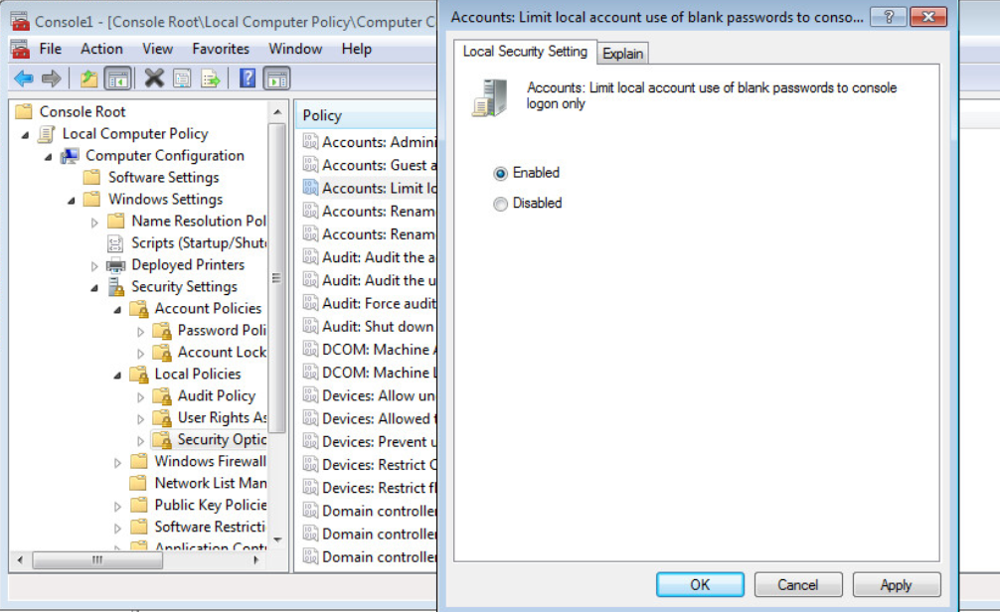 Console1 - [Console Root\Local Computer Policy\Computer C
File Action View Favorites Window Help
Console Root
Local Computer Policy
Computer Configuration
Software Settings
Windows Settings
Name Resolution Pol
Scripts (Startup/Shut
Deployed Printers
Security Settings
Account Policies
Password Poli
Account Lock
Local Policies
Audit Policy
User Rights As
Security Optic
Windows Firewall
Network List Man
Public Key Policie
Software Restricti
Application Cont
Policy
Accounts: Admini
Accounts: Guest a
Accounts: Limit lo
Accounts: Renam
Accounts: Renam
Audit: Audit the a
Audit: Audit the u
Audit: Force audit
Audit: Shut down
DCOM: Machine A
DCOM: Machine L
Devices: Allow un
Devices: Allowed t
Devices: Prevent u
Devices: Restrict C
Devices: Restrict fl
Domain controller
Domain controller
Domain controller
Accounts: Limit local account use of blank passwords to conso...
Local Security Setting Explain
Accounts: Limit local account use of blank passwords to console
logon only
Enabled
Disabled
OK Cancel Apply